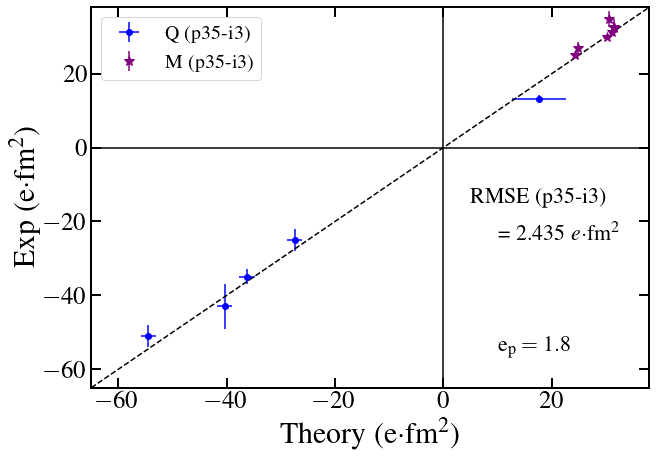 Q (p35-i3)
M (p35-i3)
20
0
−20
−40
−60
Exp (e·fm²)
RMSE (p35-i3)
= 2.435 e·fm²
eₚ = 1.8
−60 −40 −20 0 20
Theory (e·fm²)